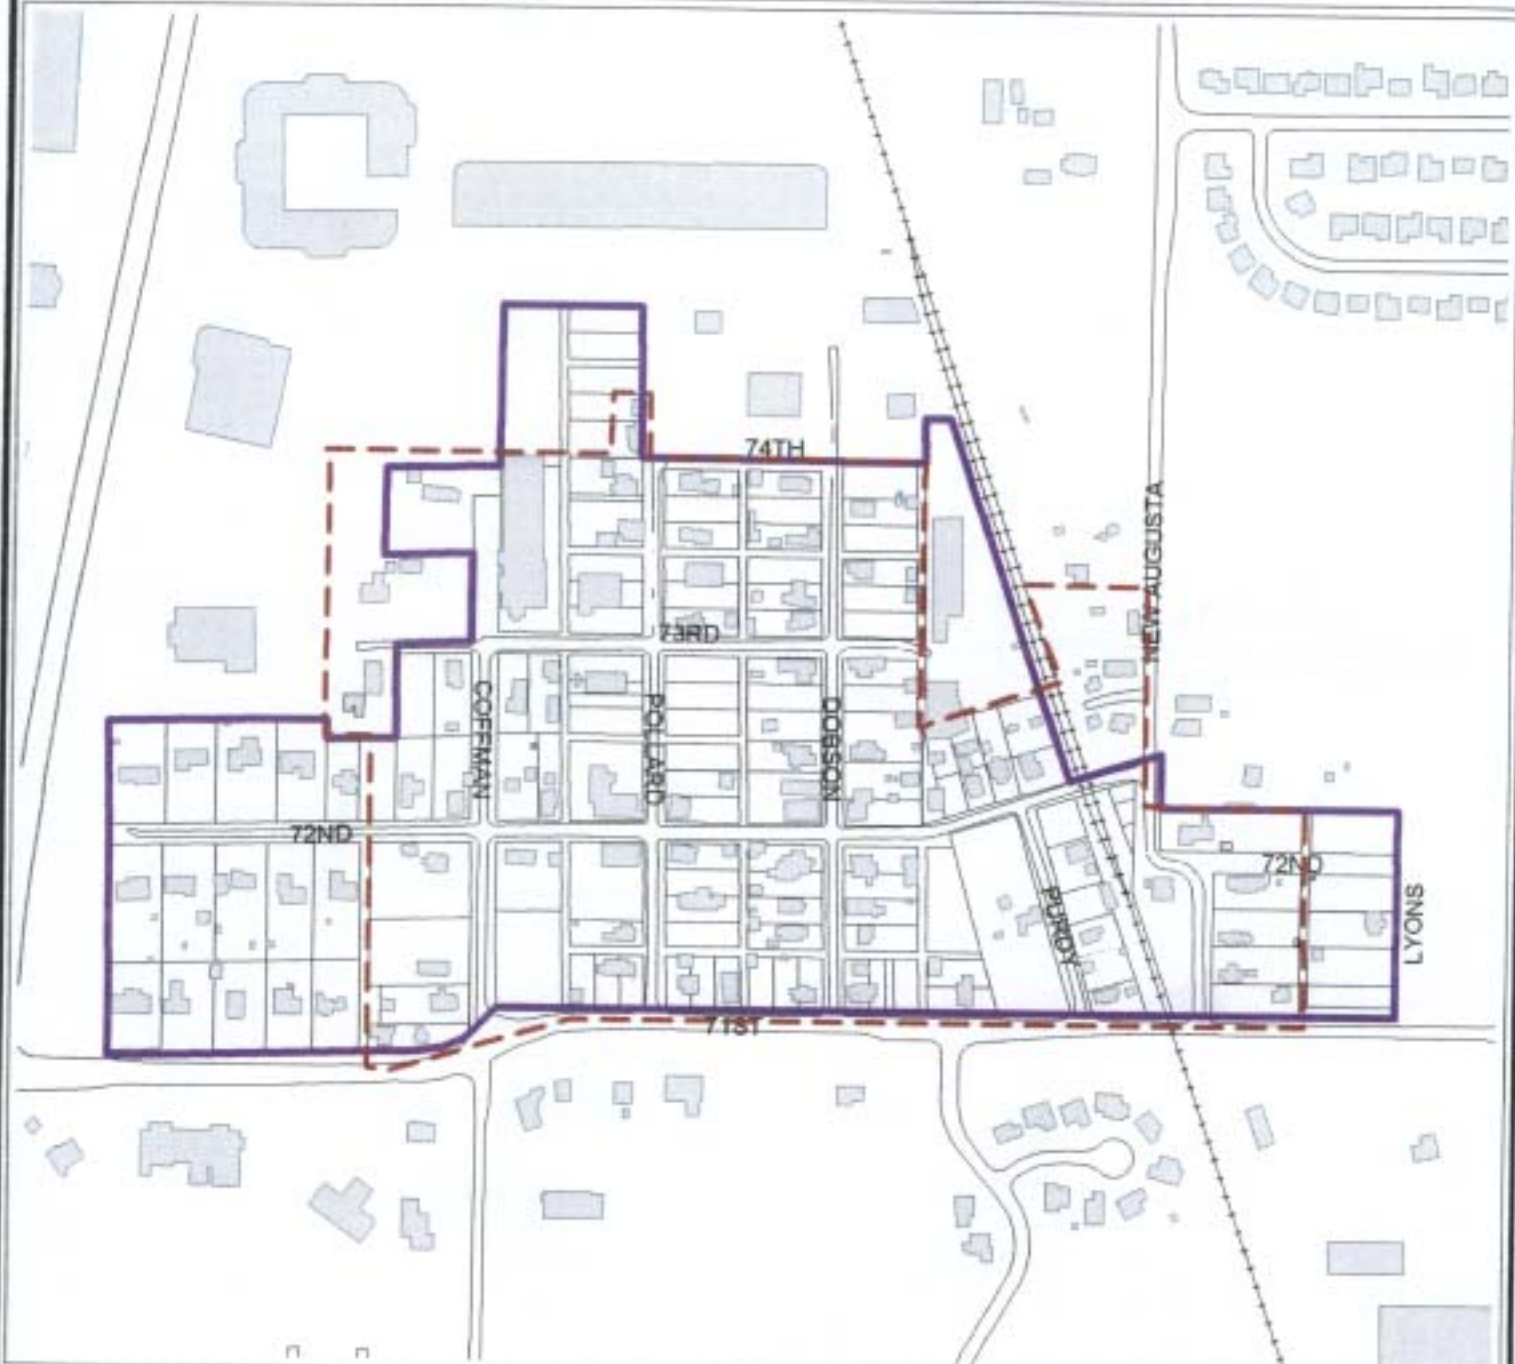 74TH
NEW AUGUSTA
73RD
COFFMAN
POLLARD
DOBSON
72ND
72ND
PURDY
LYONS
71ST